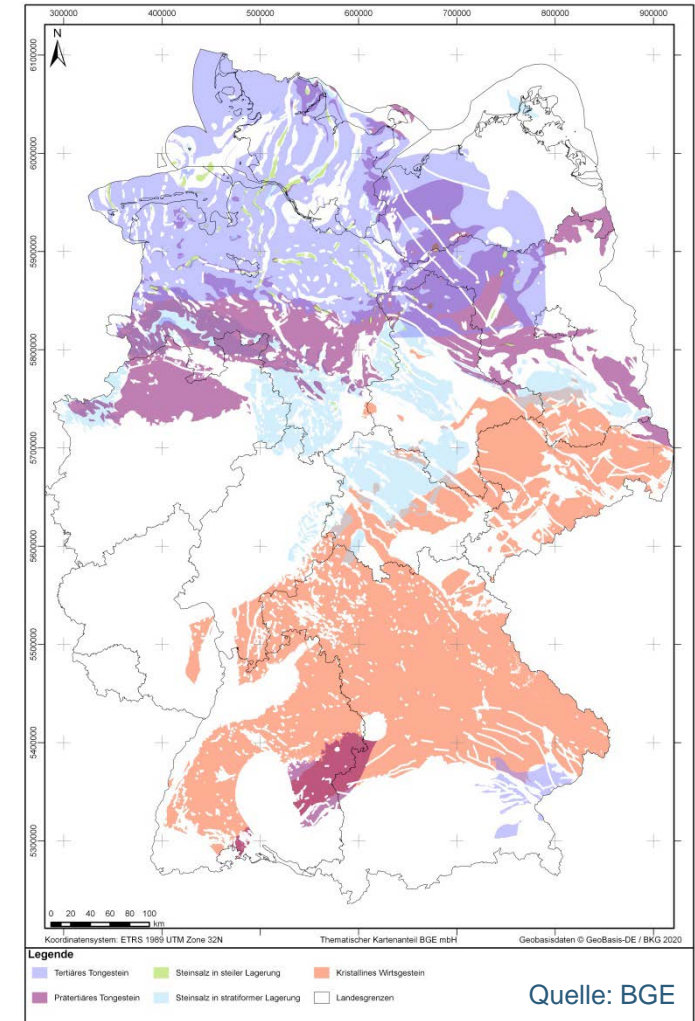 300000 400000 500000 600000 700000 800000 900000
N
6100000
6000000
5900000
5800000
5700000
5600000
5500000
5400000
5300000
0 20 40 60 80 100
km
Koordinatensystem: ETRS 1989 UTM Zone 32N Thematischer Kartenanteil BGE mbH Geobasisdaten © GeoBasis-DE / BKG 2020
Legende
Tertiäres Tongestein Steinsalz in steiler Lagerung Kristallines Wirtsgestein
Prätertiäres Tongestein Steinsalz in stratiformer Lagerung Landesgrenzen
Quelle: BGE